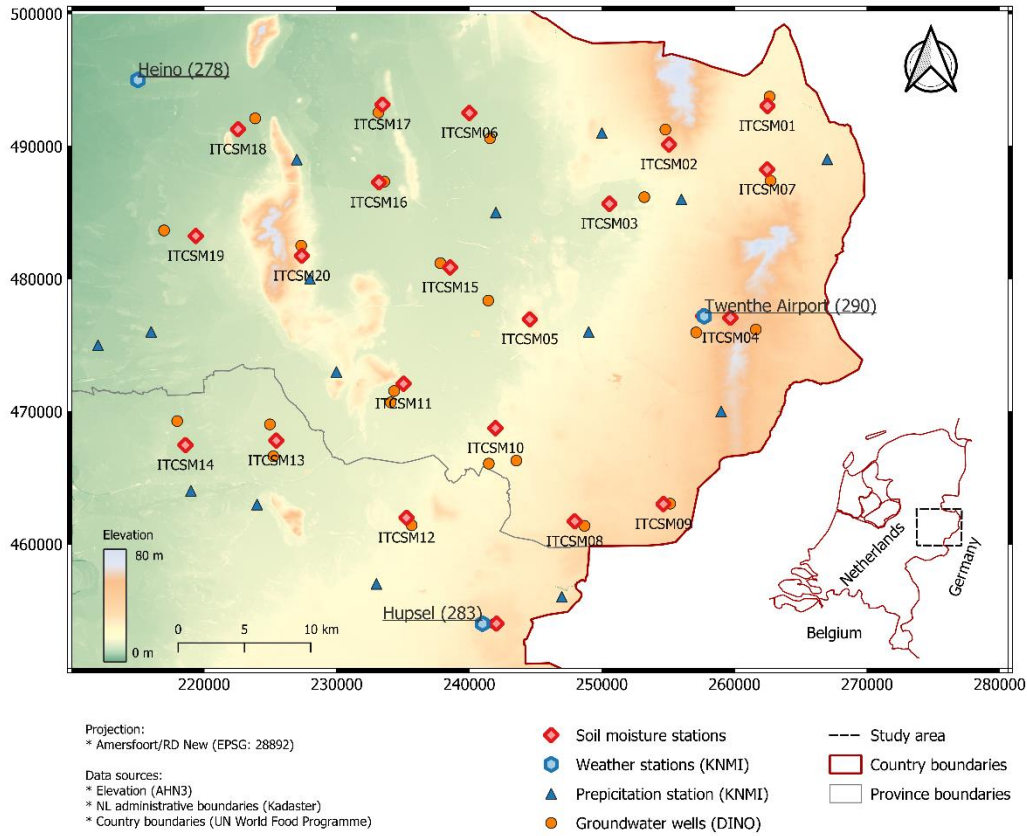 500000
Heino (278)
ITCSM17
ITCSM06
ITCSM01
ITCSM18
490000
ITCSM02
ITCSM07
ITCSM16
ITCSM03
ITCSM19
480000
ITCSM20
ITCSM15
Twenthe Airport (290)
ITCSM05
ITCSM04
ITCSM11
470000
ITCSM10
ITCSM14
ITCSM13
ITCSM09
ITCSM12
ITCSM08
460000
Elevation
80 m
0 m
Hupsel (283)
0 5 10 km
Netherlands
Germany
Belgium
220000 230000 240000 250000 260000 270000 280000
Projection:
* Amersfoort/RD New (EPSG: 28892)
Data sources:
* Elevation (AHN3)
* NL administrative boundaries (Kadaster)
* Country boundaries (UN World Food Programme)
Soil moisture stations
Weather stations (KNMI)
Prepicitation station (KNMI)
Groundwater wells (DINO)
Study area
Country boundaries
Province boundaries